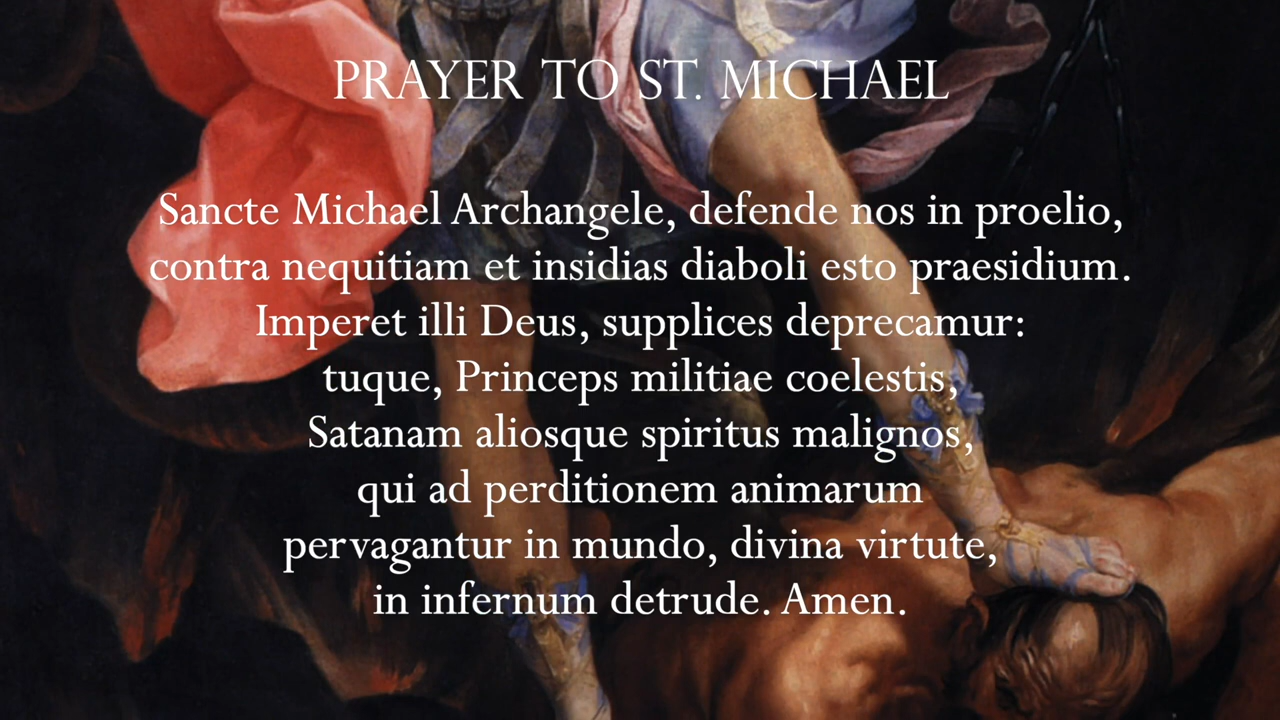 PRAYER TO ST. MICHAEL
Sancte Michael Archangele, defende nos in proelio,
contra nequitiam et insidias diaboli esto praesidium.
Imperet illi Deus, supplices deprecamur:
tuque, Princeps militiae coelestis,
Satanam aliosque spiritus malignos,
qui ad perditionem animarum
pervagantur in mundo, divina virtute,
in infernum detrude. Amen.